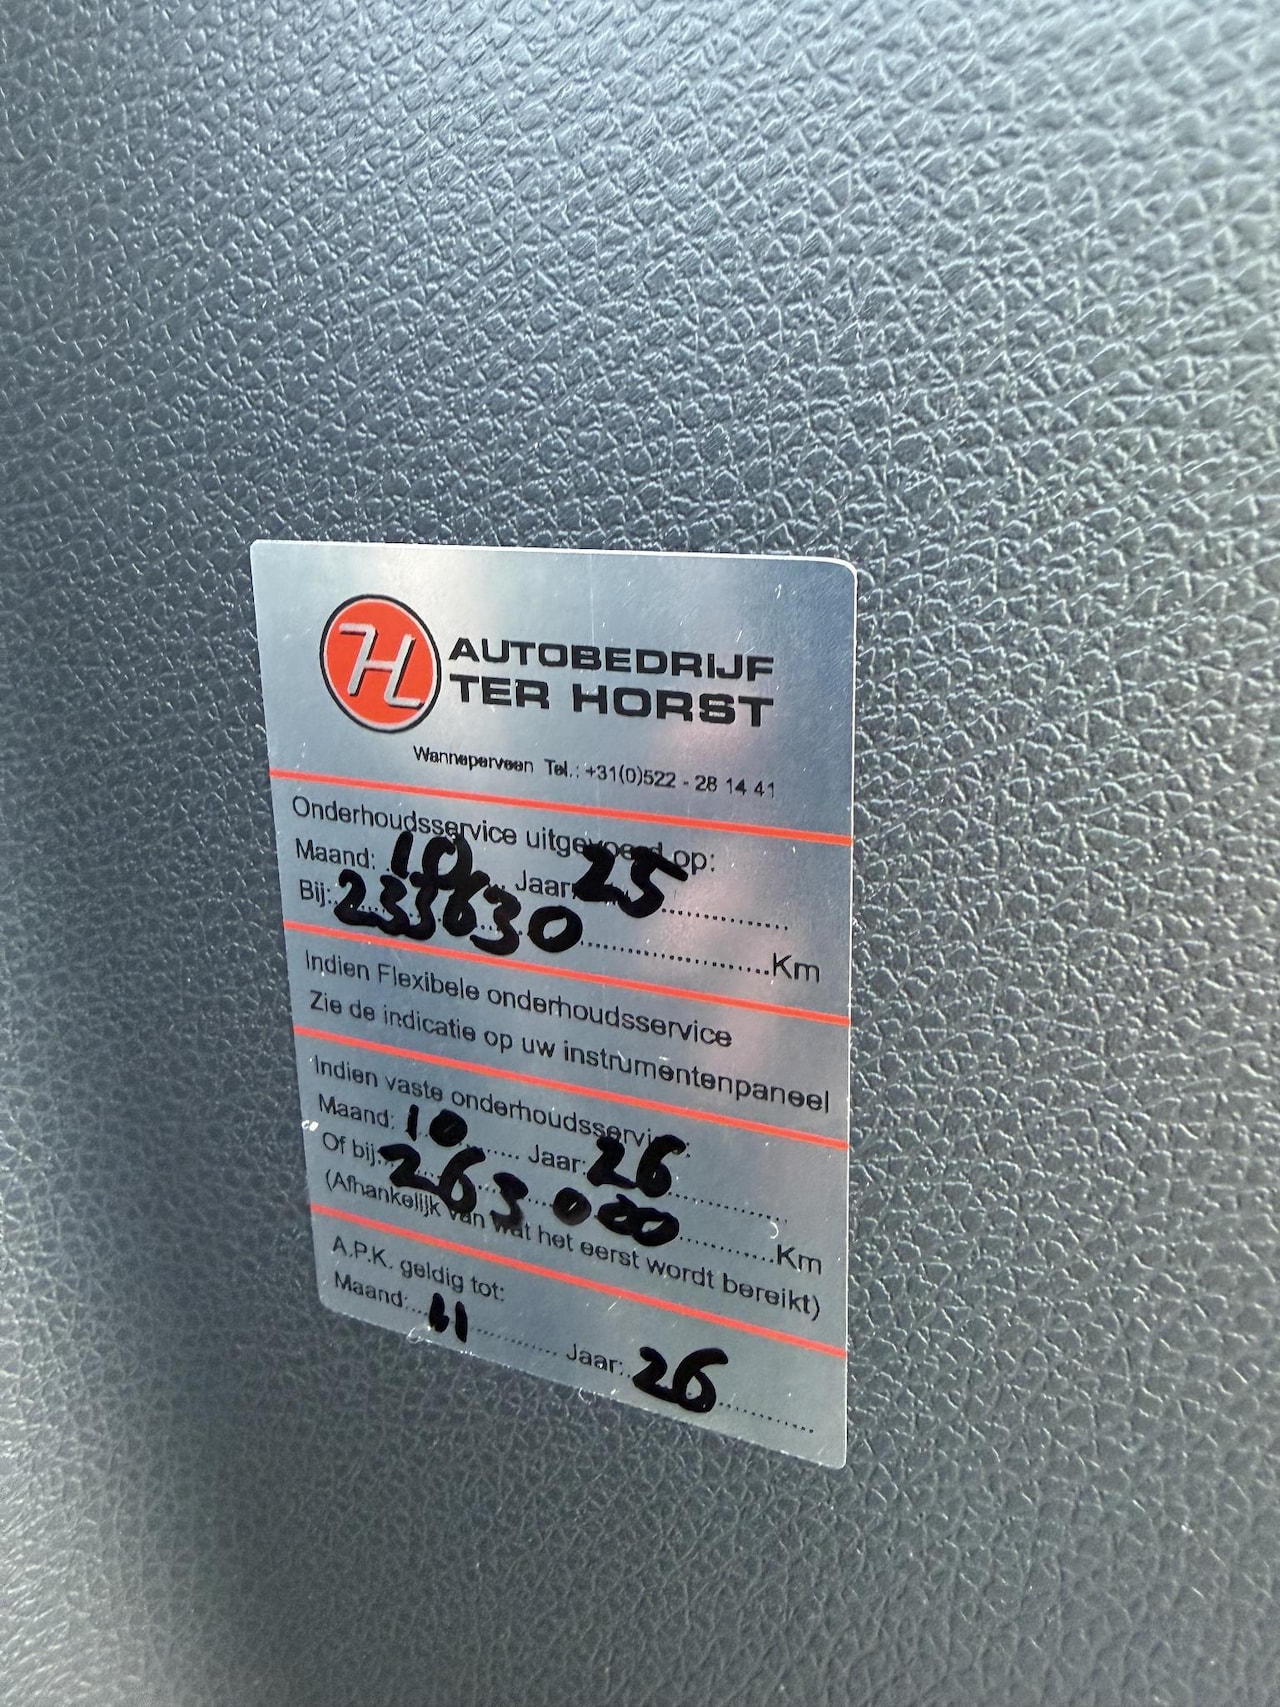 H
AUTOBEDRIJF
TER HORST
Wanneperveen Tel.: +31(0)522 - 28 14 41
Onderhoudsservice uitgevoerd op:
Maand: 10 Jaar: 25
Bij: 233630 Km
Indien Flexibele onderhoudsservice
Zie de indicatie op uw instrumentenpaneel
Indien vaste onderhoudsservice:
Maand: 10 Jaar: 26
Of bij: 263000 Km
(Afhankelijk van wat het eerst wordt bereikt)
A.P.K. geldig tot:
Maand: 11 Jaar: 26